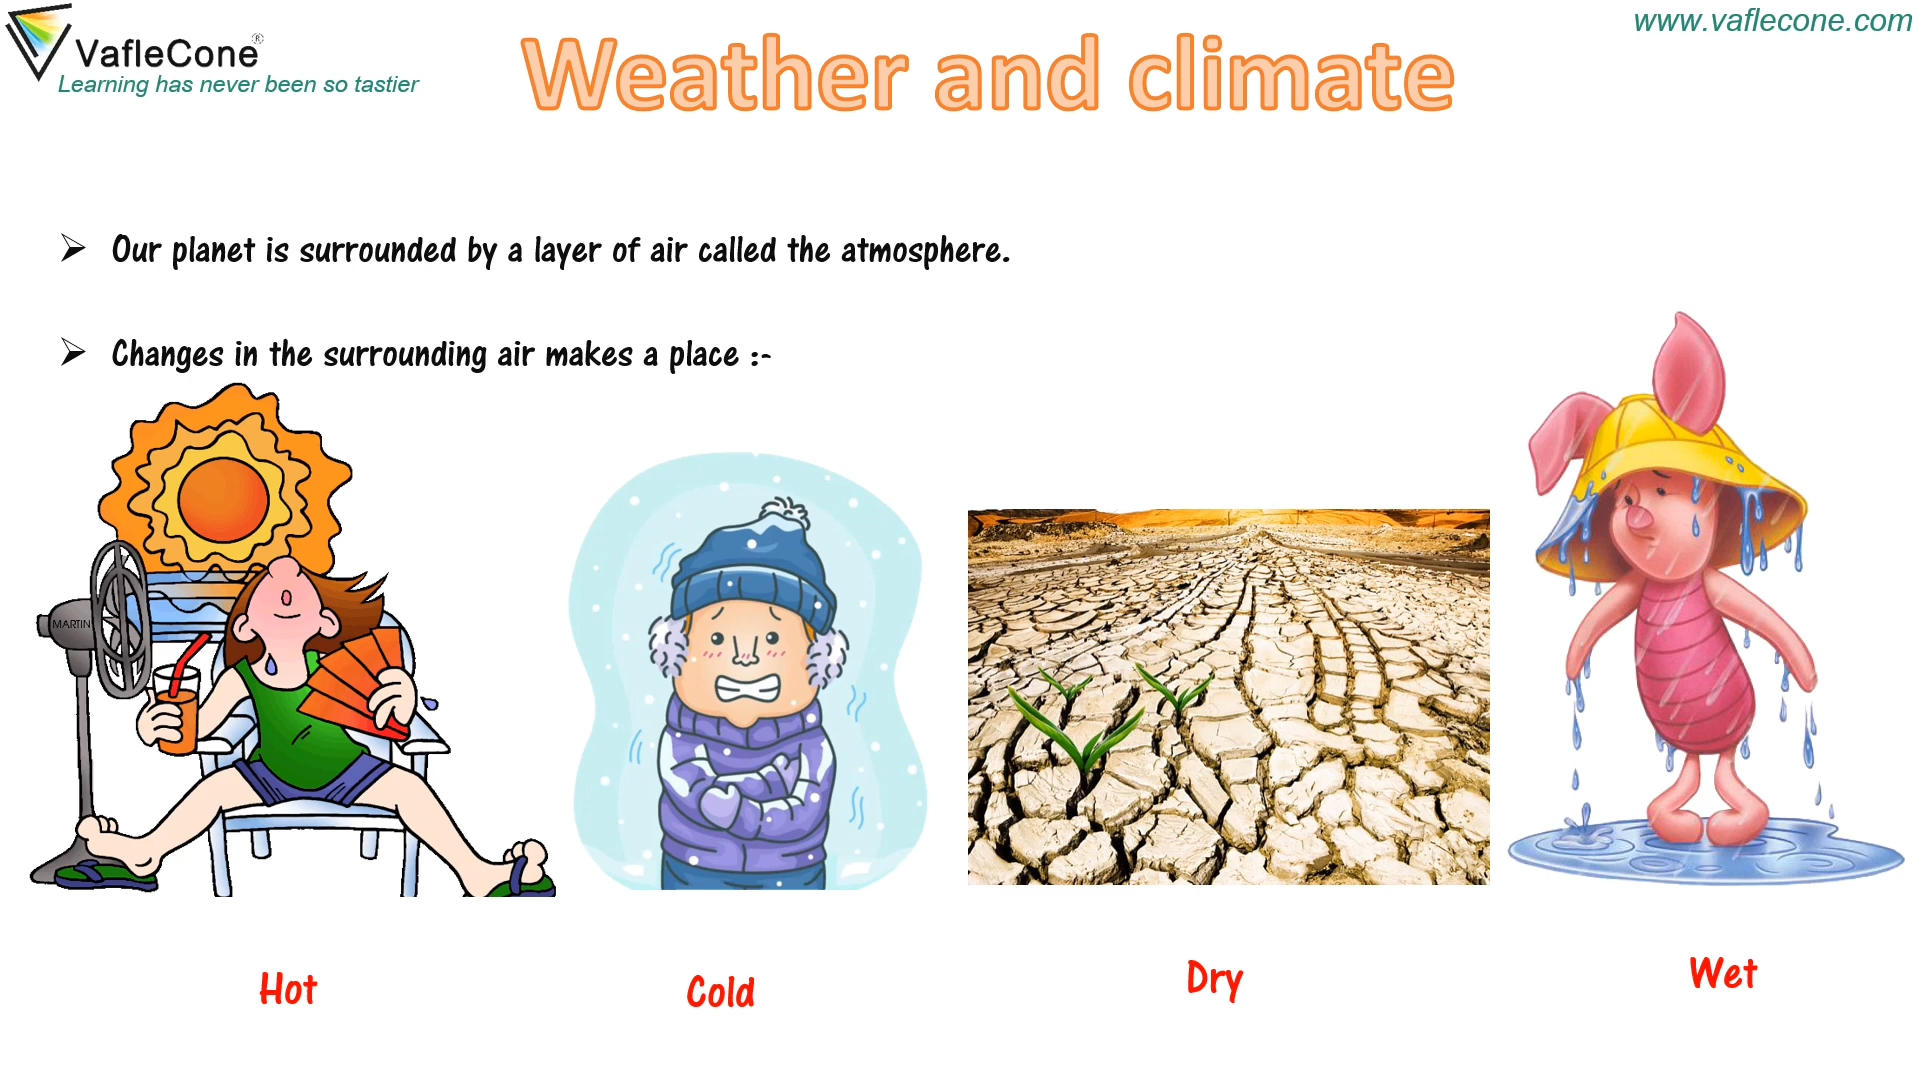 VafleCone®
Learning has never been so tastier
www.vaflecone.com
Weather and climate
Our planet is surrounded by a layer of air called the atmosphere.
Changes in the surrounding air makes a place :-
MARTIN
Hot
Cold
Dry
Wet